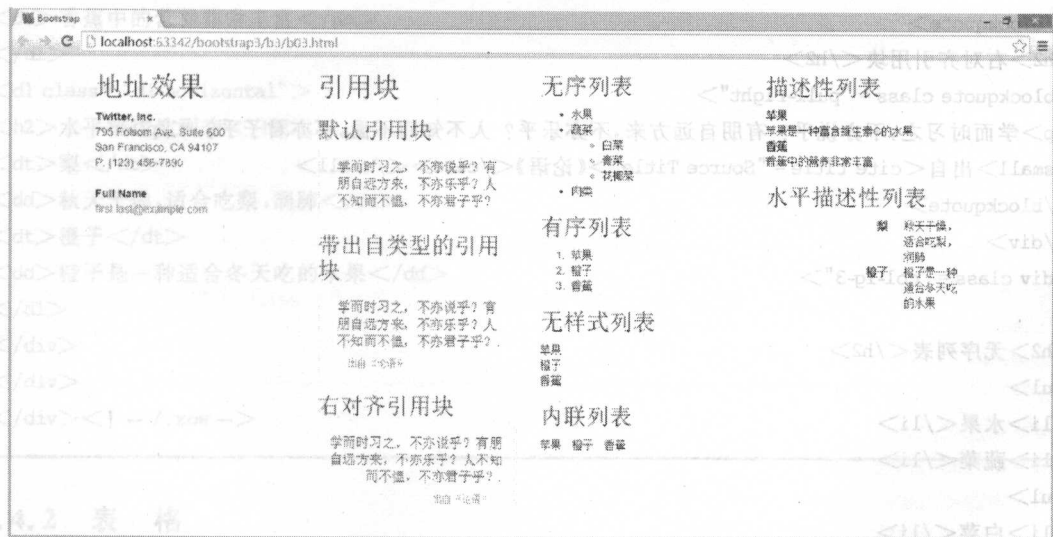 Bootstrap
localhost:63342/bootstrap3/b3/b03.html
地址效果
Twitter, Inc.
795 Folsom Ave, Suite 600
San Francisco, CA 94107
P: (123) 456-7890
Full Name
first.last@example.com
引用块
默认引用块
学而时习之，不亦说乎？有
朋自远方来，不亦乐乎？人
不知而不愠，不亦君子乎？
带出自类型的引用
块
学而时习之，不亦说乎？有
朋自远方来，不亦乐乎？人
不知而不愠，不亦君子乎？.
出自
右对齐引用块
学而时习之，不亦说乎？有朋
自远方来，不亦乐乎？人不知
而不愠，不亦君子乎？.
出自
无序列表
水果
蔬菜
白菜
青菜
花椰菜
肉类
有序列表
1. 苹果
2. 橙子
3. 香蕉
无样式列表
苹果
橙子
香蕉
内联列表
苹果 橙子 香蕉
描述性列表
苹果
苹果是一种富含维生素C的水果
香蕉
香蕉中的营养非常丰富
水平描述性列表
梨 秋天干燥，
适合吃梨，
润肺
橙子 橙子是一种
适合冬天吃
的水果